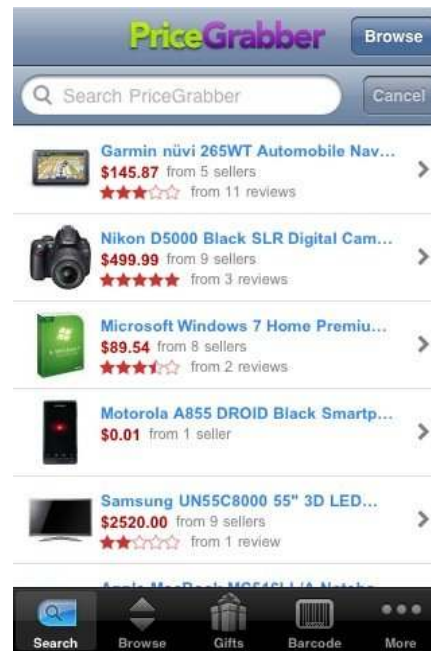 PriceGrabber
Browse
Search PriceGrabber
Cancel
Garmin nüvi 265WT Automobile Nav...
$145.87 from 5 sellers
from 11 reviews
Nikon D5000 Black SLR Digital Cam...
$499.99 from 9 sellers
from 3 reviews
Microsoft Windows 7 Home Premiu...
$89.54 from 8 sellers
from 2 reviews
Motorola A855 DROID Black Smartp...
$0.01 from 1 seller
Samsung UN55C8000 55" 3D LED...
$2520.00 from 9 sellers
from 1 review
Apple MacBook
Search
Browse
Gifts
Barcode
More